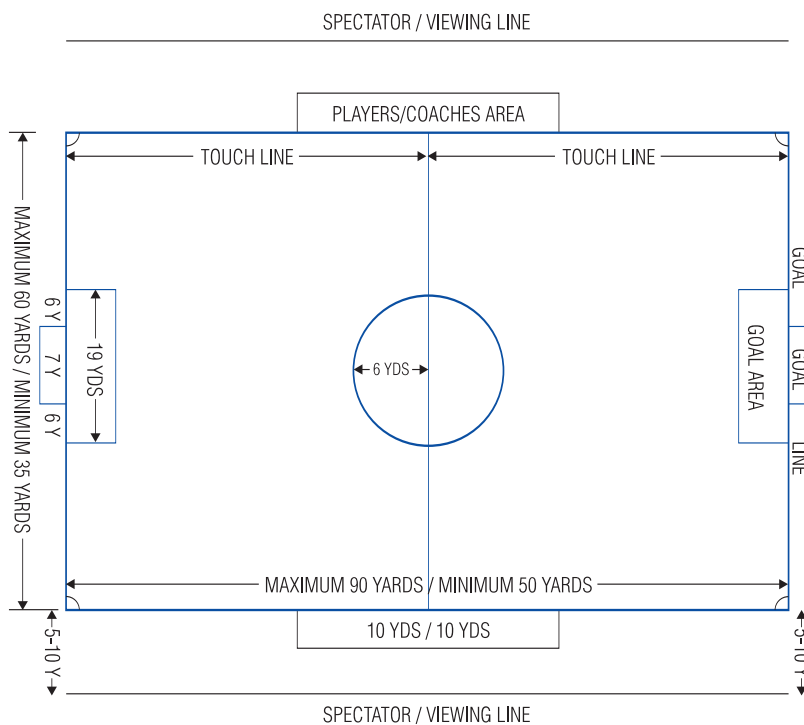 SPECTATOR / VIEWING LINE
PLAYERS/COACHES AREA
TOUCH LINE
TOUCH LINE
MAXIMUM 60 YARDS / MINIMUM 35 YARDS
6 Y
7 Y
6 Y
19 YDS
6 YDS
GOAL AREA
GOAL
GOAL
LINE
MAXIMUM 90 YARDS / MINIMUM 50 YARDS
10 YDS / 10 YDS
5-10 Y
5-10 Y
SPECTATOR / VIEWING LINE